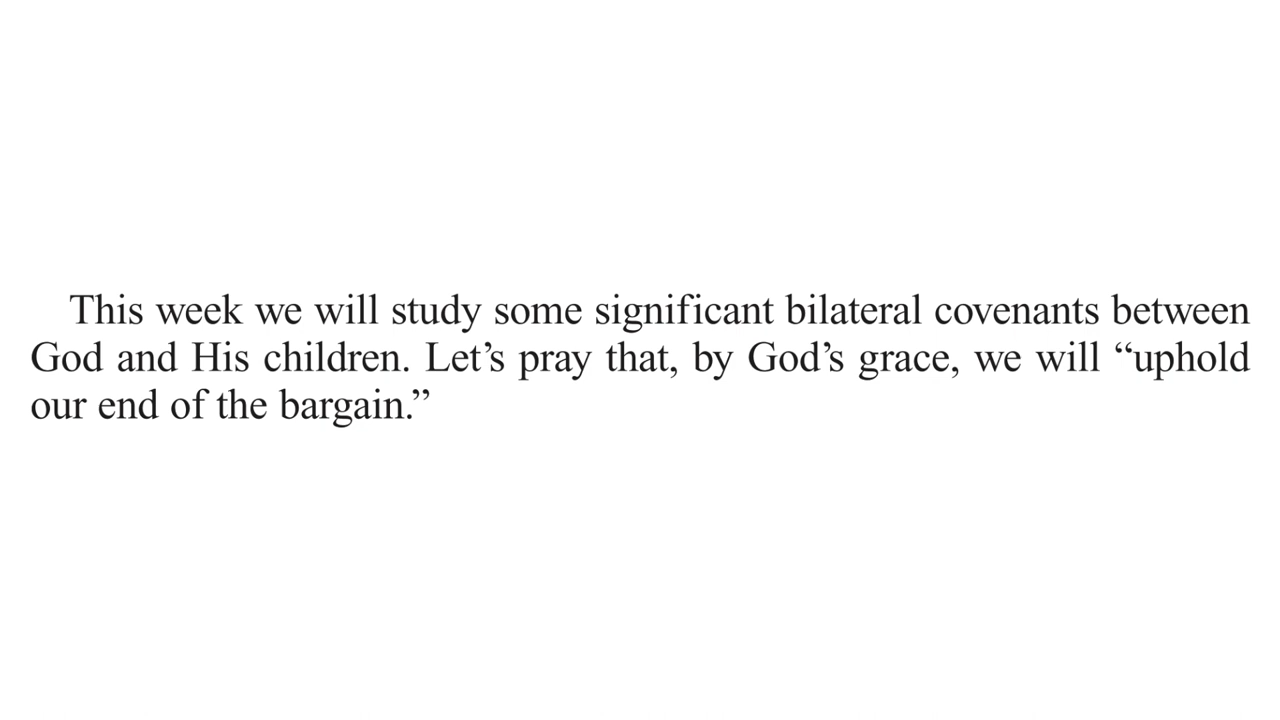 This week we will study some significant bilateral covenants between
God and His children. Let’s pray that, by God’s grace, we will “uphold
our end of the bargain.”